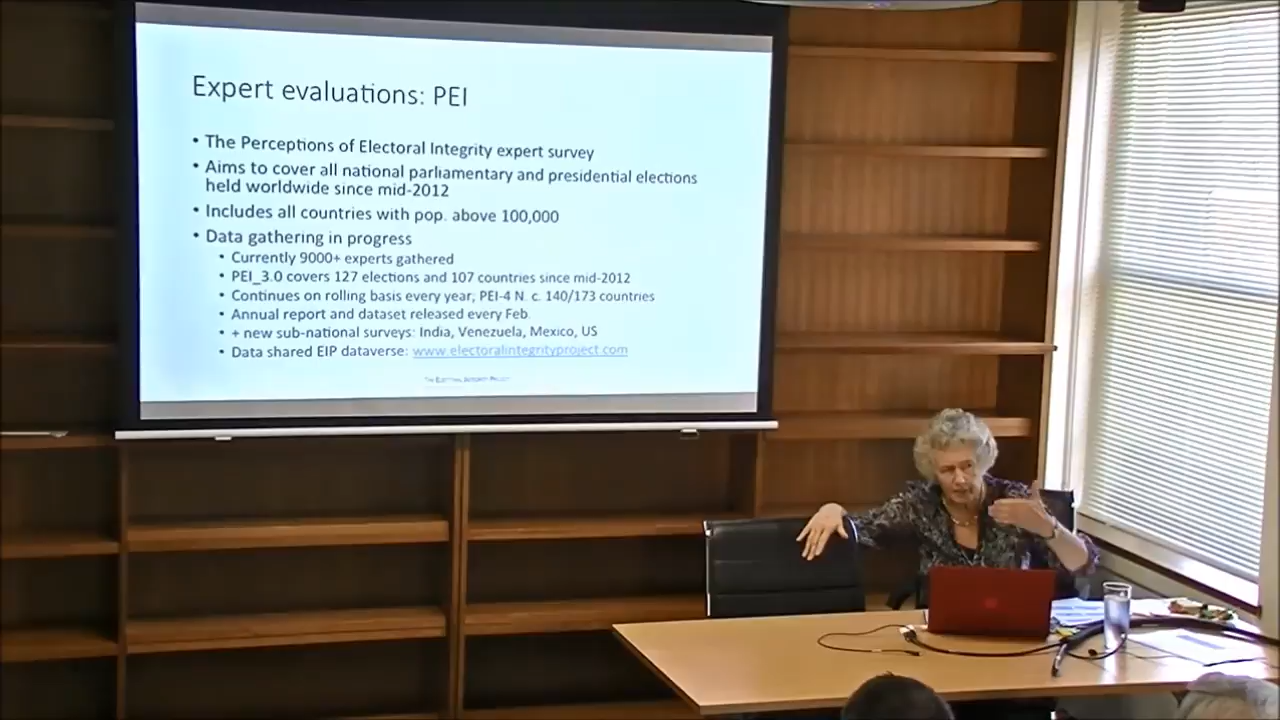 Expert evaluations: PEI
• The Perceptions of Electoral Integrity expert survey
• Aims to cover all national parliamentary and presidential elections
held worldwide since mid-2012
• Includes all countries with pop. above 100,000
• Data gathering in progress
• Currently 9000+ experts gathered
• PEI_3.0 covers 127 elections and 107 countries since mid-2012
• Continues on rolling basis every year; PEI-4 N. c. 140/173 countries
• Annual report and dataset released every Feb.
• + new sub-national surveys: India, Venezuela, Mexico, US
• Data shared EIP dataverse: www.electoralintegrityproject.com
THE ELECTORAL INTEGRITY PROJECT